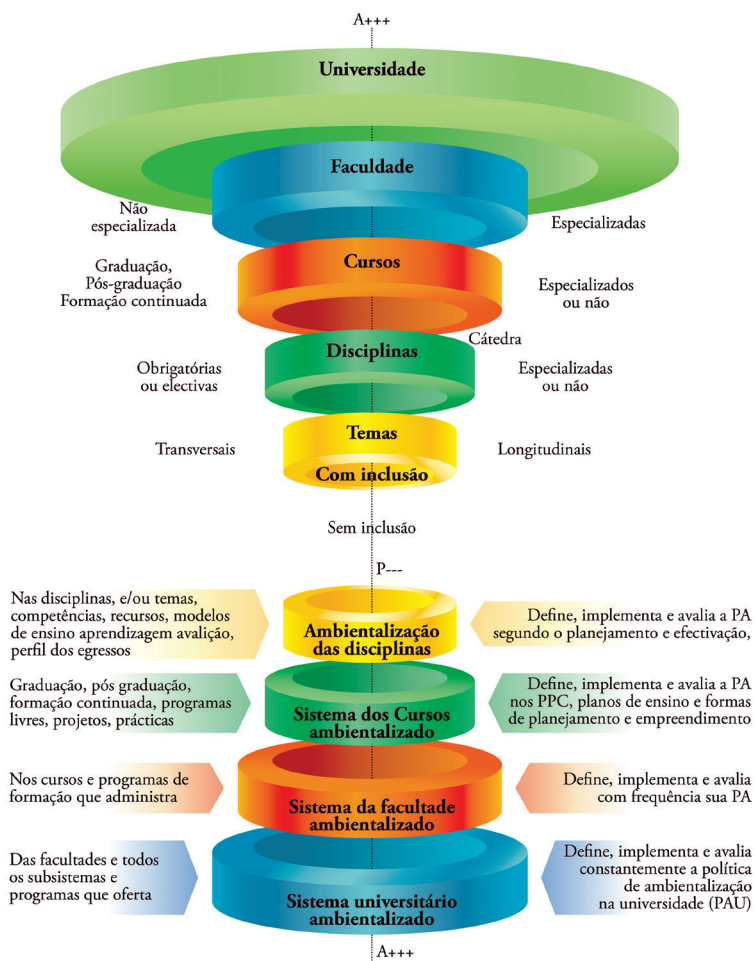 A+++
Universidade
Faculdade
Não
especializada
Especializadas
Cursos
Graduação,
Pós-graduação
Formação continuada
Especializados
ou não
Cátedra
Disciplinas
Obrigatórias
ou electivas
Especializadas
ou não
Temas
Transversais
Longitudinais
Com inclusão
Sem inclusão
P---
Nas disciplinas, e/ou temas,
competências, recursos, modelos
de ensino aprendizagem avalição,
perfil dos egressos
Ambientalização
das disciplinas
Define, implementa e avalia a PA
segundo o planejamento e efectivação,
Graduação, pós graduação,
formação continuada, programas
livres, projetos, prácticas
Sistema dos Cursos
ambientalizado
Define, implementa e avalia a PA
nos PPC, planos de ensino e formas
de planejamento e empreendimento
Nos cursos e programas de
formação que administra
Sistema da facultade
ambientalizado
Define, implementa e avalia
com frequência sua PA
Das facultades e todos
os subsistemas e
programas que oferta
Sistema universitário
ambientalizado
Define, implementa e avalia
constantemente a política
de ambientalização
na universidade (PAU)
A+++